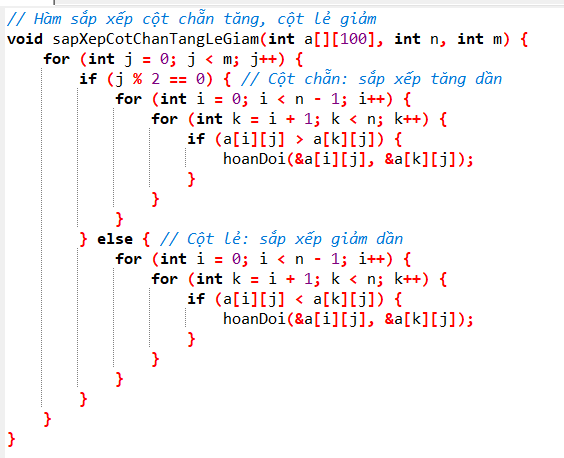 // Hàm sắp xếp cột chẵn tăng, cột lẻ giảm
void sapXepCotChanTangLeGiam(int a[][100], int n, int m) {
    for (int j = 0; j < m; j++) {
        if (j % 2 == 0) { // Cột chẵn: sắp xếp tăng dần
            for (int i = 0; i < n - 1; i++) {
                for (int k = i + 1; k < n; k++) {
                    if (a[i][j] > a[k][j]) {
                        hoanDoi(&a[i][j], &a[k][j]);
                    }
                }
            }
        } else { // Cột lẻ: sắp xếp giảm dần
            for (int i = 0; i < n - 1; i++) {
                for (int k = i + 1; k < n; k++) {
                    if (a[i][j] < a[k][j]) {
                        hoanDoi(&a[i][j], &a[k][j]);
                    }
                }
            }
        }
    }
}